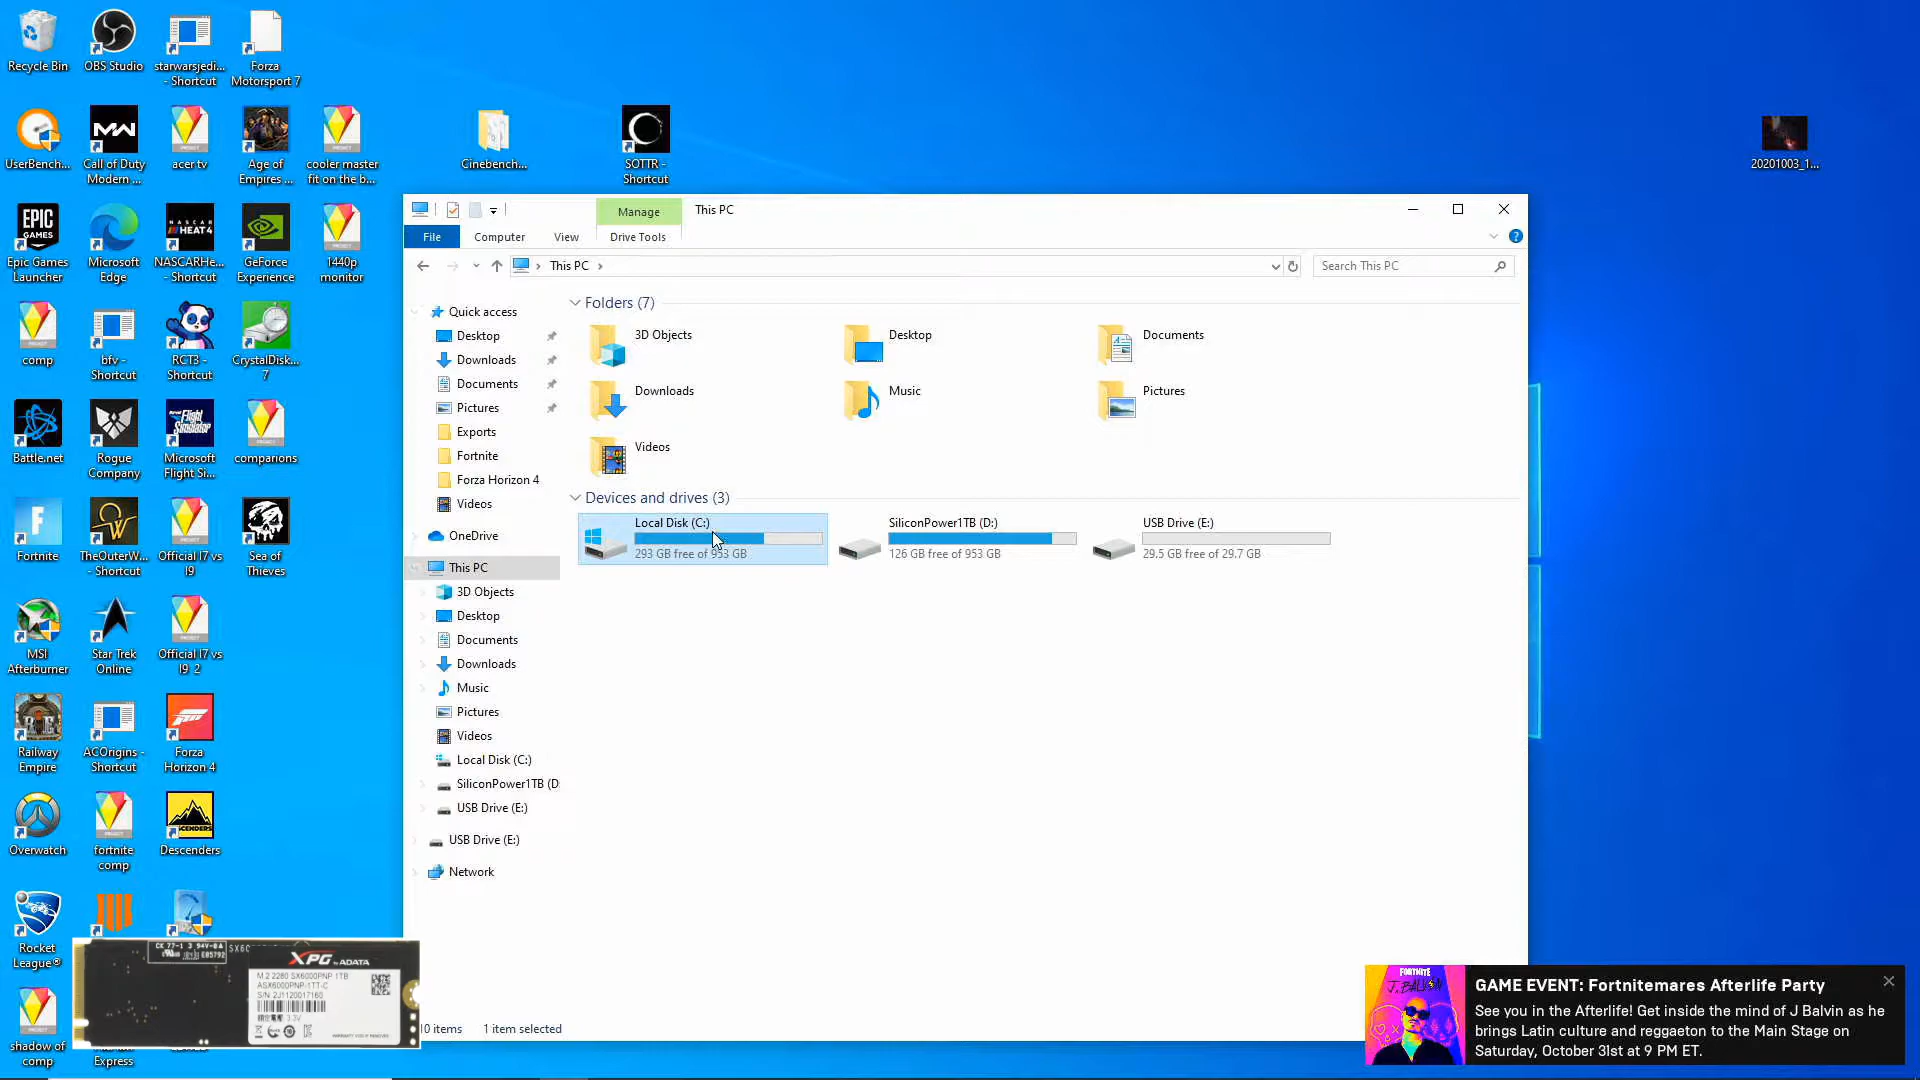 Recycle Bin
OBS Studio
starwarsjedi...
- Shortcut
Forza
Motorsport 7
UserBench...
Call of Duty
Modern ...
acer tv
Age of
Empires ...
cooler master
fit on the b...
Cinebench...
SOTTR -
Shortcut
20201003_1...
EPIC
GAMES
Epic Games
Launcher
Microsoft
Edge
NASCAR
HEAT 4
NASCARHe...
- Shortcut
GeForce
Experience
1440p
monitor
comp
bfv -
Shortcut
RCT3 -
Shortcut
CrystalDisk...
7
Battle.net
Rogue
Company
Microsoft
Flight Si...
comparions
Fortnite
TheOuterW...
- Shortcut
Official I7 vs
I9
Sea of
Thieves
MSI
Afterburner
Star Trek
Online
Official I7 vs
I9 2
Railway
Empire
ACOrigins -
Shortcut
Forza
Horizon 4
Overwatch
fortnite
comp
DESCENDERS
Descenders
Rocket
League®
shadow of
comp
Express
Manage
This PC
File
Computer
View
Drive Tools
This PC
Search This PC
Quick access
Desktop
Downloads
Documents
Pictures
Exports
Fortnite
Forza Horizon 4
Videos
OneDrive
This PC
3D Objects
Desktop
Documents
Downloads
Music
Pictures
Videos
Local Disk (C:)
SiliconPower1TB (D
USB Drive (E:)
USB Drive (E:)
Network
Folders (7)
3D Objects
Desktop
Documents
Downloads
Music
Pictures
Videos
Devices and drives (3)
Local Disk (C:)
293 GB free of 953 GB
SiliconPower1TB (D:)
126 GB free of 953 GB
USB Drive (E:)
29.5 GB free of 29.7 GB
10 items
1 item selected
XPG by ADATA
M.2 2280 SX6000PNP 1TB
ASX6000PNP-1TT-C
S/N 2J1120017160
3.3V
FORTNITE
J. BALVIN
GAME EVENT: Fortnitemares Afterlife Party
See you in the Afterlife! Get inside the mind of J Balvin as he
brings Latin culture and reggaeton to the Main Stage on
Saturday, October 31st at 9 PM ET.